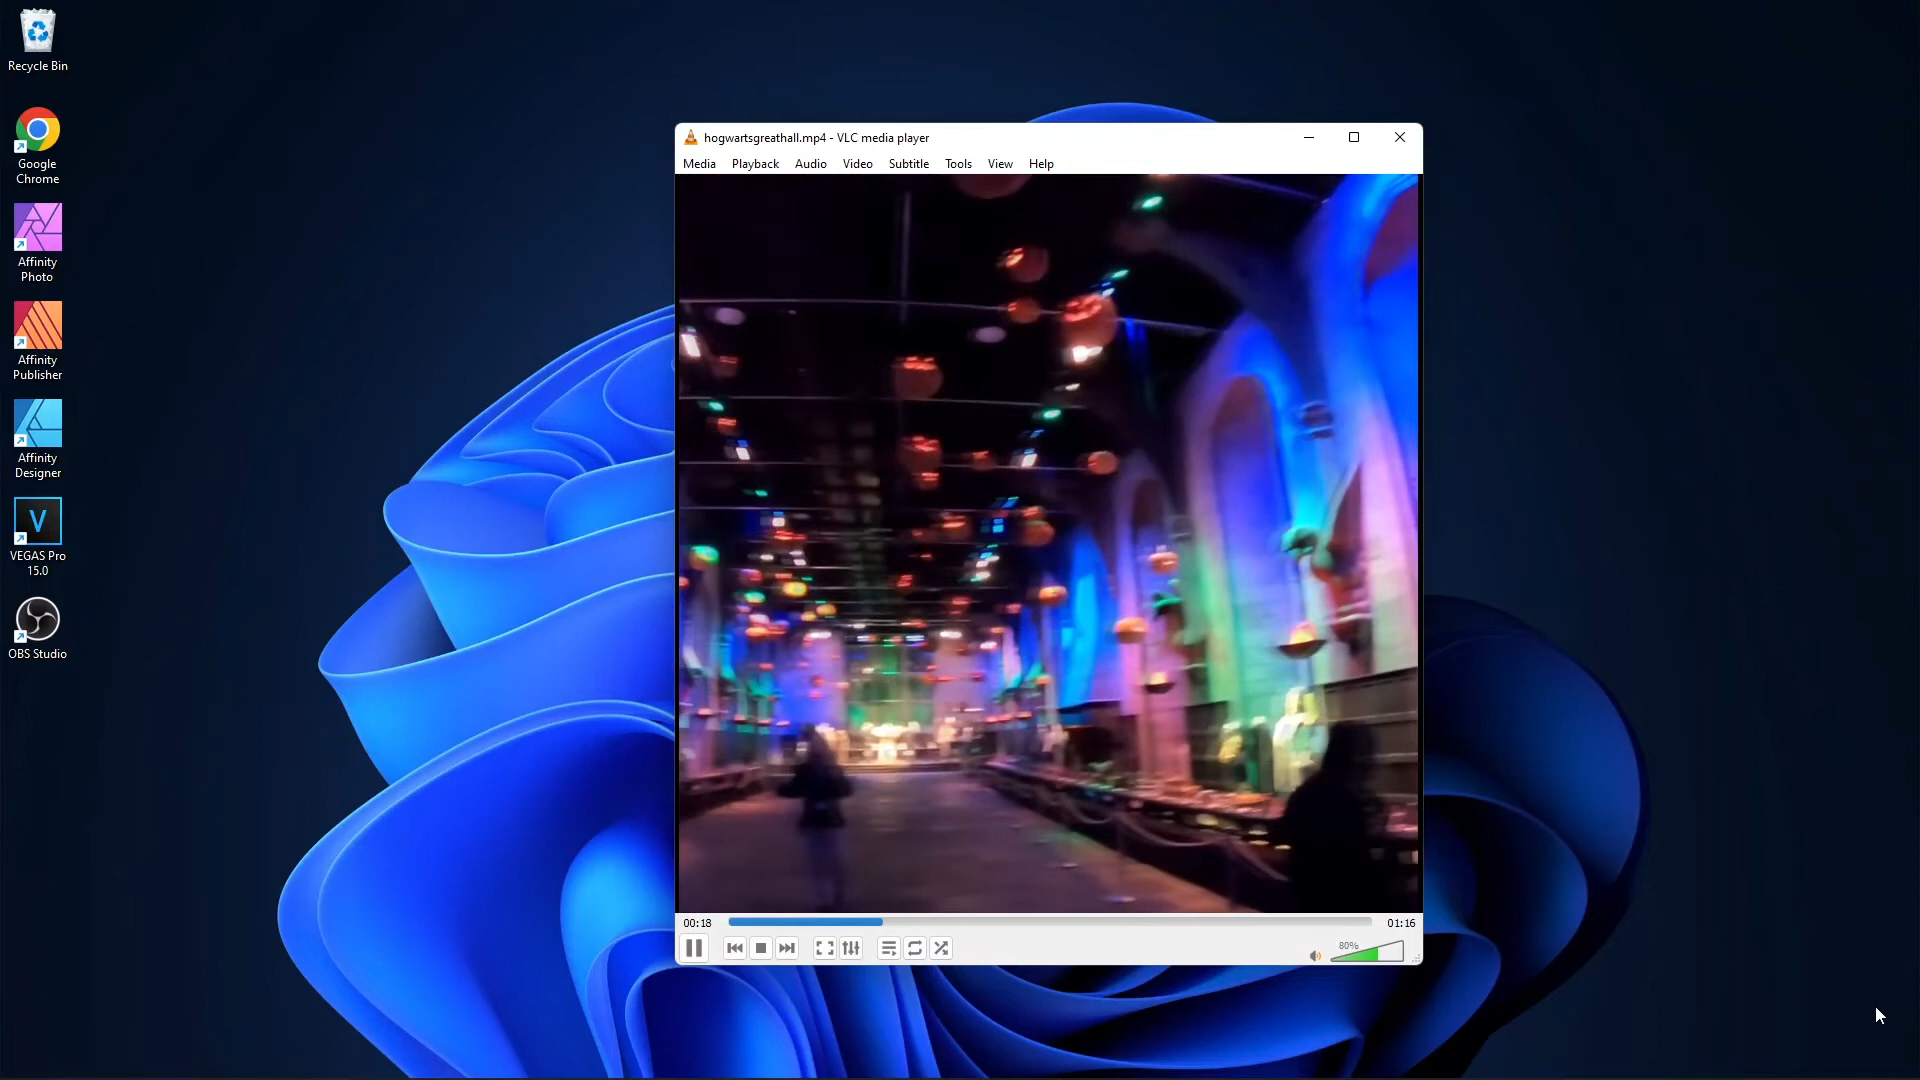 Recycle Bin
Google
Chrome
Affinity
Photo
Affinity
Publisher
Affinity
Designer
V
VEGAS Pro
15.0
OBS Studio
hogwartsgreathall.mp4 - VLC media player
Media Playback Audio Video Subtitle Tools View Help
00:18
01:16
80%